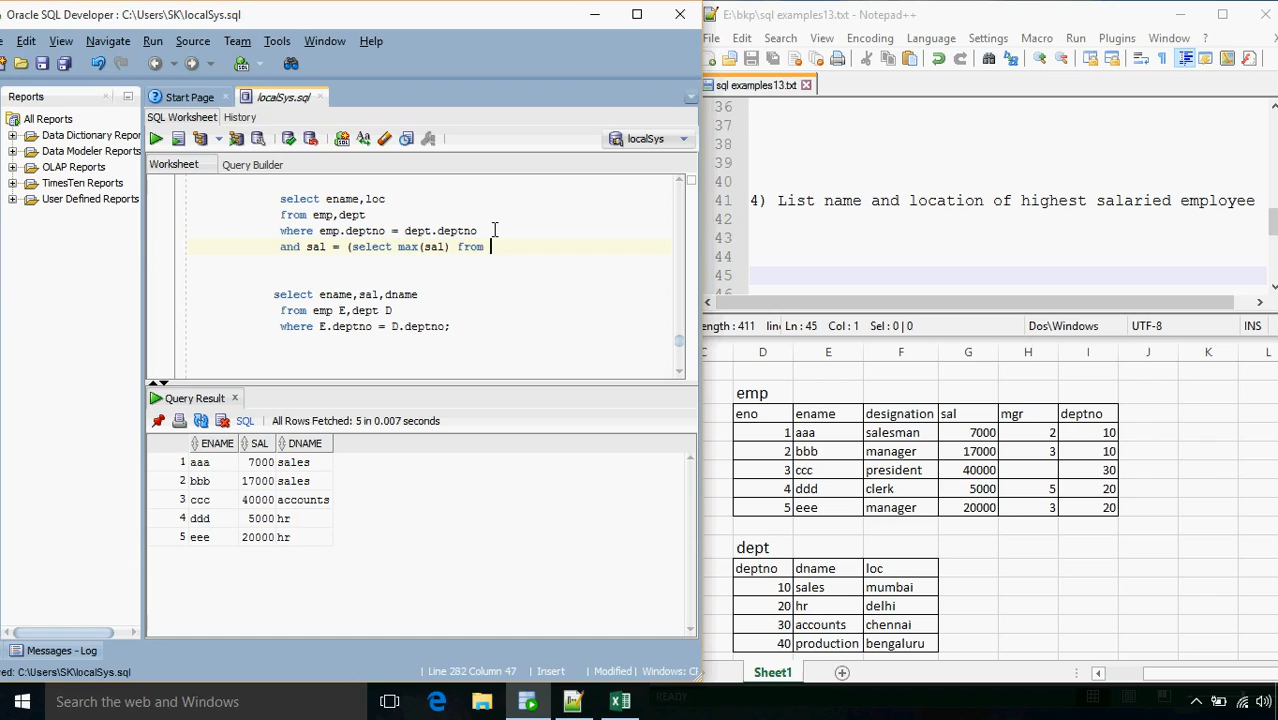 Oracle SQL Developer : C:\Users\SK\localSys.sql
Edit View Navigate Run Source Team Tools Window Help
Reports
Start Page
localSys.sql
SQL Worksheet History
localSys
Worksheet Query Builder
All Reports
Data Dictionary Repor
Data Modeler Reports
OLAP Reports
TimesTen Reports
User Defined Reports
select ename,loc
from emp,dept
where emp.deptno = dept.deptno
and sal = (select max(sal) from
select ename,sal,dname
from emp E,dept D
where E.deptno = D.deptno;
Query Result
SQL All Rows Fetched: 5 in 0.007 seconds
ENAME SAL DNAME
1 aaa 7000 sales
2 bbb 17000 sales
3 ccc 40000 accounts
4 ddd 5000 hr
5 eee 20000 hr
Messages - Log
Line 282 Column 47 Insert Modified Windows: CF
E:\bkp\sql examples13.txt - Notepad++
File Edit Search View Encoding Language Settings Macro Run Plugins Window ?
sql examples13.txt
36
37
38
39
40
41 4) List name and location of highest salaried employee
42
43
44
45
length : 411 Ln : 45 Col : 1 Sel : 0 | 0 Dos\Windows UTF-8 INS
D E F G H I J K L
emp
eno ename designation sal mgr deptno
1 aaa salesman 7000 2 10
2 bbb manager 17000 3 10
3 ccc president 40000 30
4 ddd clerk 5000 5 20
5 eee manager 20000 3 20
dept
deptno dname loc
10 sales mumbai
20 hr delhi
30 accounts chennai
40 production bengaluru
Sheet1
READY
Search the web and Windows